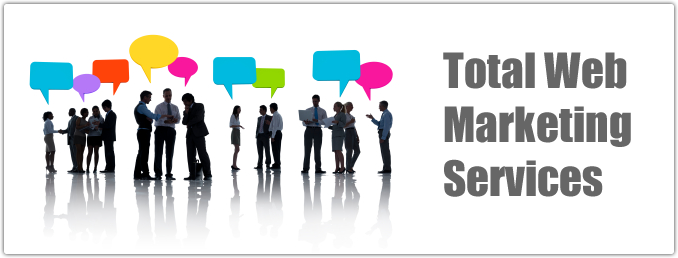 Total Web
Marketing
Services